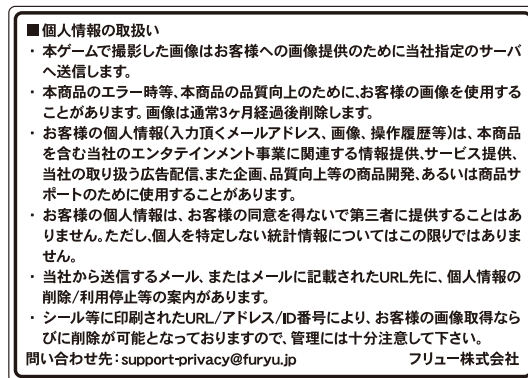 ■個人情報の取扱い
・ 本ゲームで撮影した画像はお客様への画像提供のために当社指定のサーバ
へ送信します。
・ 本商品のエラー時等、本商品の品質向上のために、お客様の画像を使用する
ことがあります。画像は通常3ヶ月経過後削除します。
・ お客様の個人情報(入力頂くメールアドレス、画像、操作履歴等)は、本商品
を含む当社のエンタテインメント事業に関連する情報提供、サービス提供、
当社の取り扱う広告配信、また企画、品質向上等の商品開発、あるいは商品サ
ポートのために使用することがあります。
・ お客様の個人情報は、お客様の同意を得ないで第三者に提供することはあ
りません。ただし、個人を特定しない統計情報についてはこの限りではありま
せん。
・ 当社から送信するメール、またはメールに記載されたURL先に、個人情報の
削除/利用停止等の案内があります。
・ シール等に印刷されたURL/アドレス/ID番号により、お客様の画像取得なら
びに削除が可能となっておりますので、管理には十分注意して下さい。
問い合わせ先:support-privacy@furyu.jp フリュー株式会社